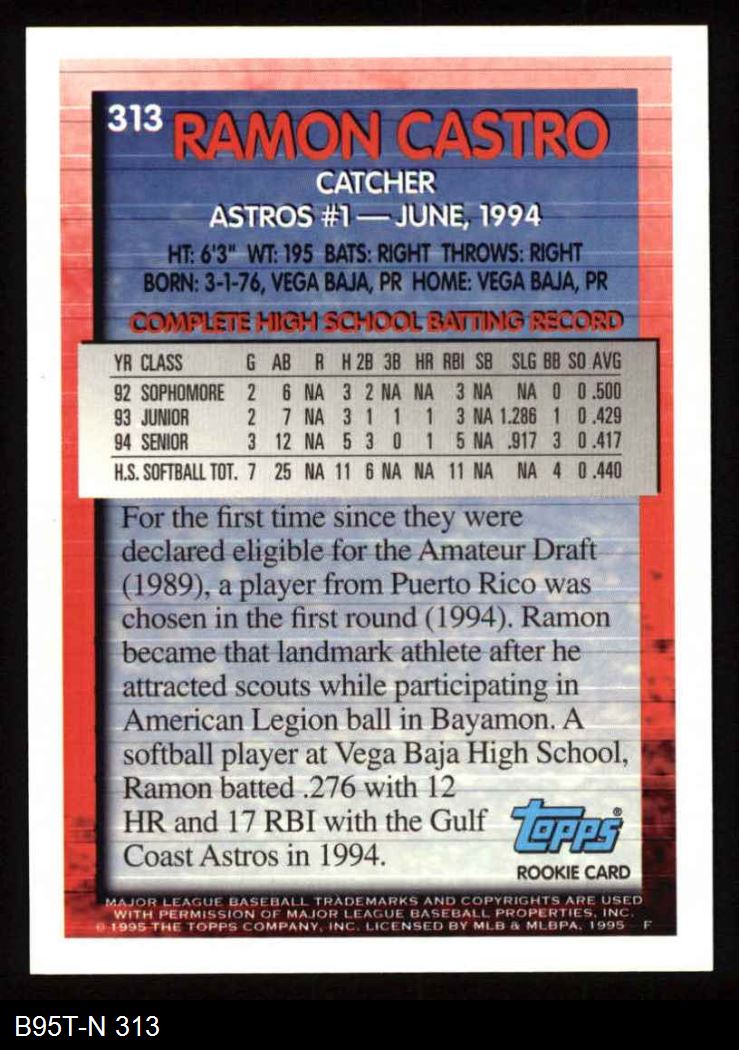 313
RAMON CASTRO
CATCHER
ASTROS #1 — JUNE, 1994
HT: 6'3" WT: 195 BATS: RIGHT THROWS: RIGHT
BORN: 3-1-76, VEGA BAJA, PR HOME: VEGA BAJA, PR
COMPLETE HIGH SCHOOL BATTING RECORD
YR CLASS G AB R H 2B 3B HR RBI SB SLG BB SO AVG
92 SOPHOMORE 2 6 NA 3 2 NA NA 3 NA NA 0 0 .500
93 JUNIOR 2 7 NA 3 1 1 1 3 NA 1.286 1 0 .429
94 SENIOR 3 12 NA 5 3 0 1 5 NA .917 3 0 .417
H.S. SOFTBALL TOT. 7 25 NA 11 6 NA NA 11 NA NA 4 0 .440
For the first time since they were
declared eligible for the Amateur Draft
(1989), a player from Puerto Rico was
chosen in the first round (1994). Ramon
became that landmark athlete after he
attracted scouts while participating in
American Legion ball in Bayamon. A
softball player at Vega Baja High School,
Ramon batted .276 with 12
HR and 17 RBI with the Gulf
Coast Astros in 1994.
Topps®
ROOKIE CARD
MAJOR LEAGUE BASEBALL TRADEMARKS AND COPYRIGHTS ARE USED
WITH PERMISSION OF MAJOR LEAGUE BASEBALL PROPERTIES, INC.
© 1995 THE TOPPS COMPANY, INC. LICENSED BY MLB & MLBPA, 1995 F
B95T-N 313